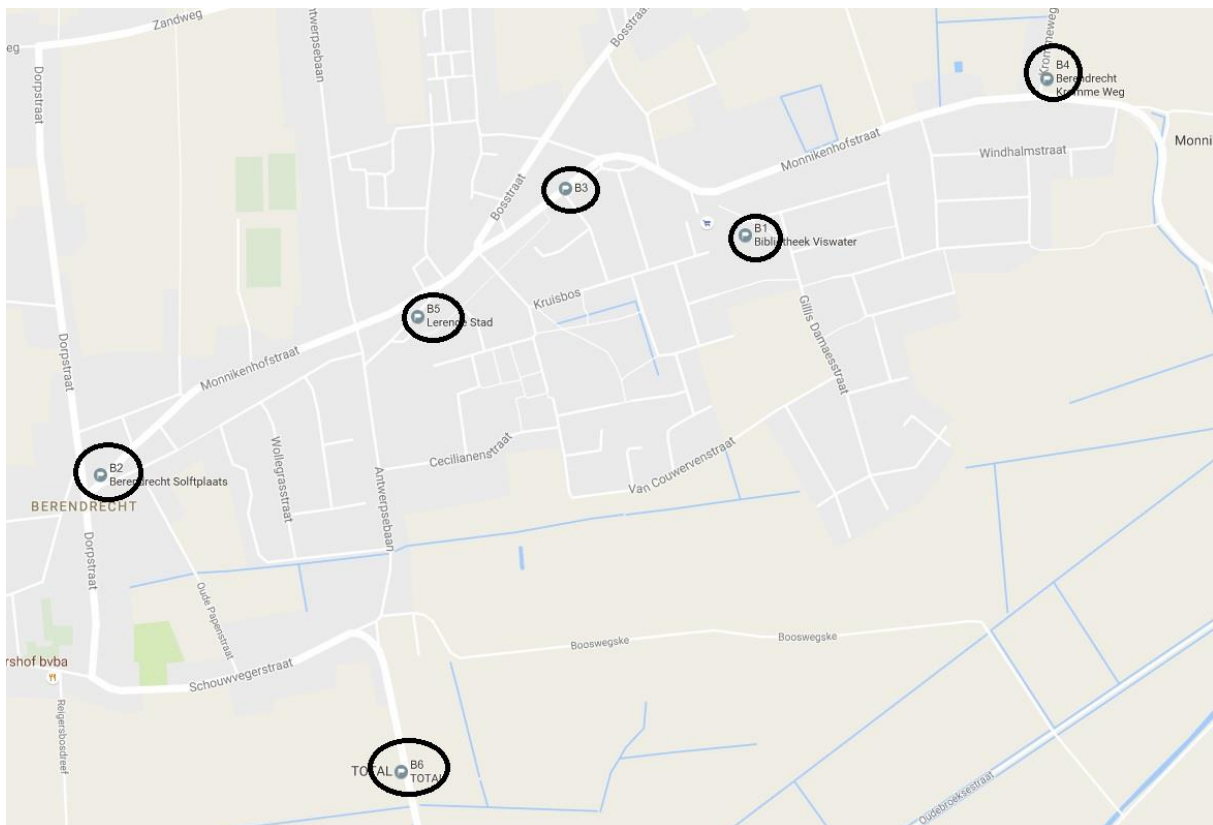 Zandweg
eg
Dorpstraat
Antwerpsebaan
Bosstraat
Bosstraat
Krommeweg
B4
Berendrecht
Kromme Weg
Monnikenhofstraat
Windhalmstraat
Monni
B3
B1
Bibliotheek Viswater
Kruisbos
B5
Lerende Stad
Gillis Damaesstraat
Dorpstraat
Monnikenhofstraat
Wollegrasstraat
Cecilianenstraat
Van Couwervenstraat
B2
Berendrecht Solftplaats
BERENDRECHT
Antwerpsebaan
Dorpstraat
Oude Papenstraat
Booswegske
Booswegske
rshof bvba
Schouwvegerstraat
Reigersbosdreef
TOTAL
B6
TOTAL
Oudebroeksestraat